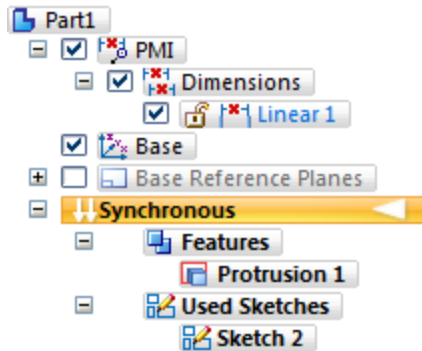 Part1
PMI
Dimensions
Linear 1
Base
Base Reference Planes
Synchronous
Features
Protrusion 1
Used Sketches
Sketch 2